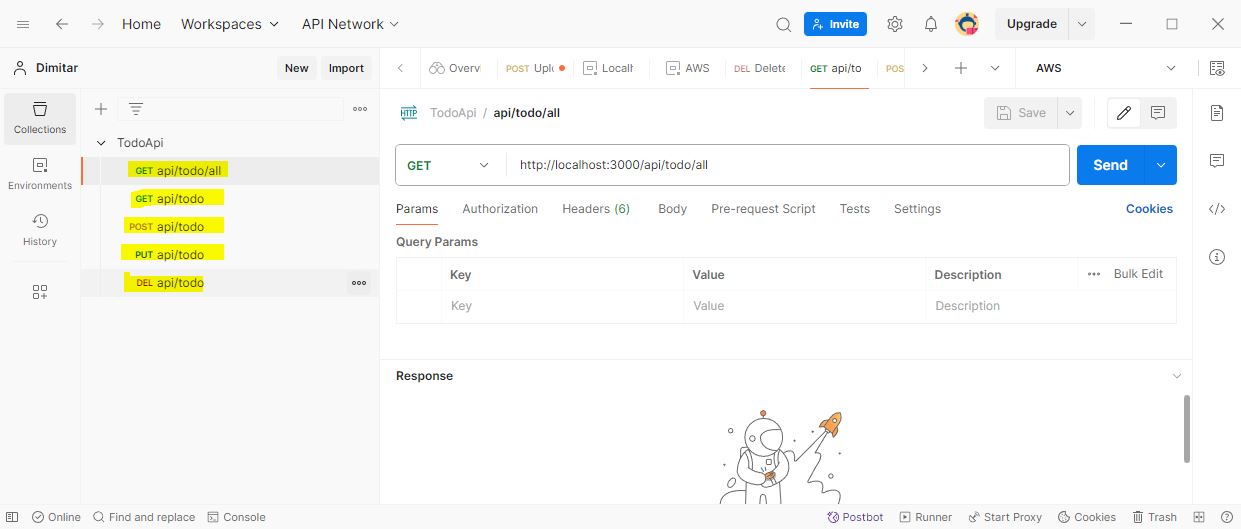 Home Workspaces API Network Invite Upgrade
Dimitar New Import Overvi POST Uplo Localh AWS DEL Delete GET api/to POS AWS
Collections
Environments
History
TodoApi
GET api/todo/all
GET api/todo
POST api/todo
PUT api/todo
DEL api/todo
HTTP TodoApi / api/todo/all Save
GET http://localhost:3000/api/todo/all Send
Params Authorization Headers (6) Body Pre-request Script Tests Settings Cookies
Query Params
Key Value Description Bulk Edit
Key Value Description
Response
Online Find and replace Console Postbot Runner Start Proxy Cookies Trash